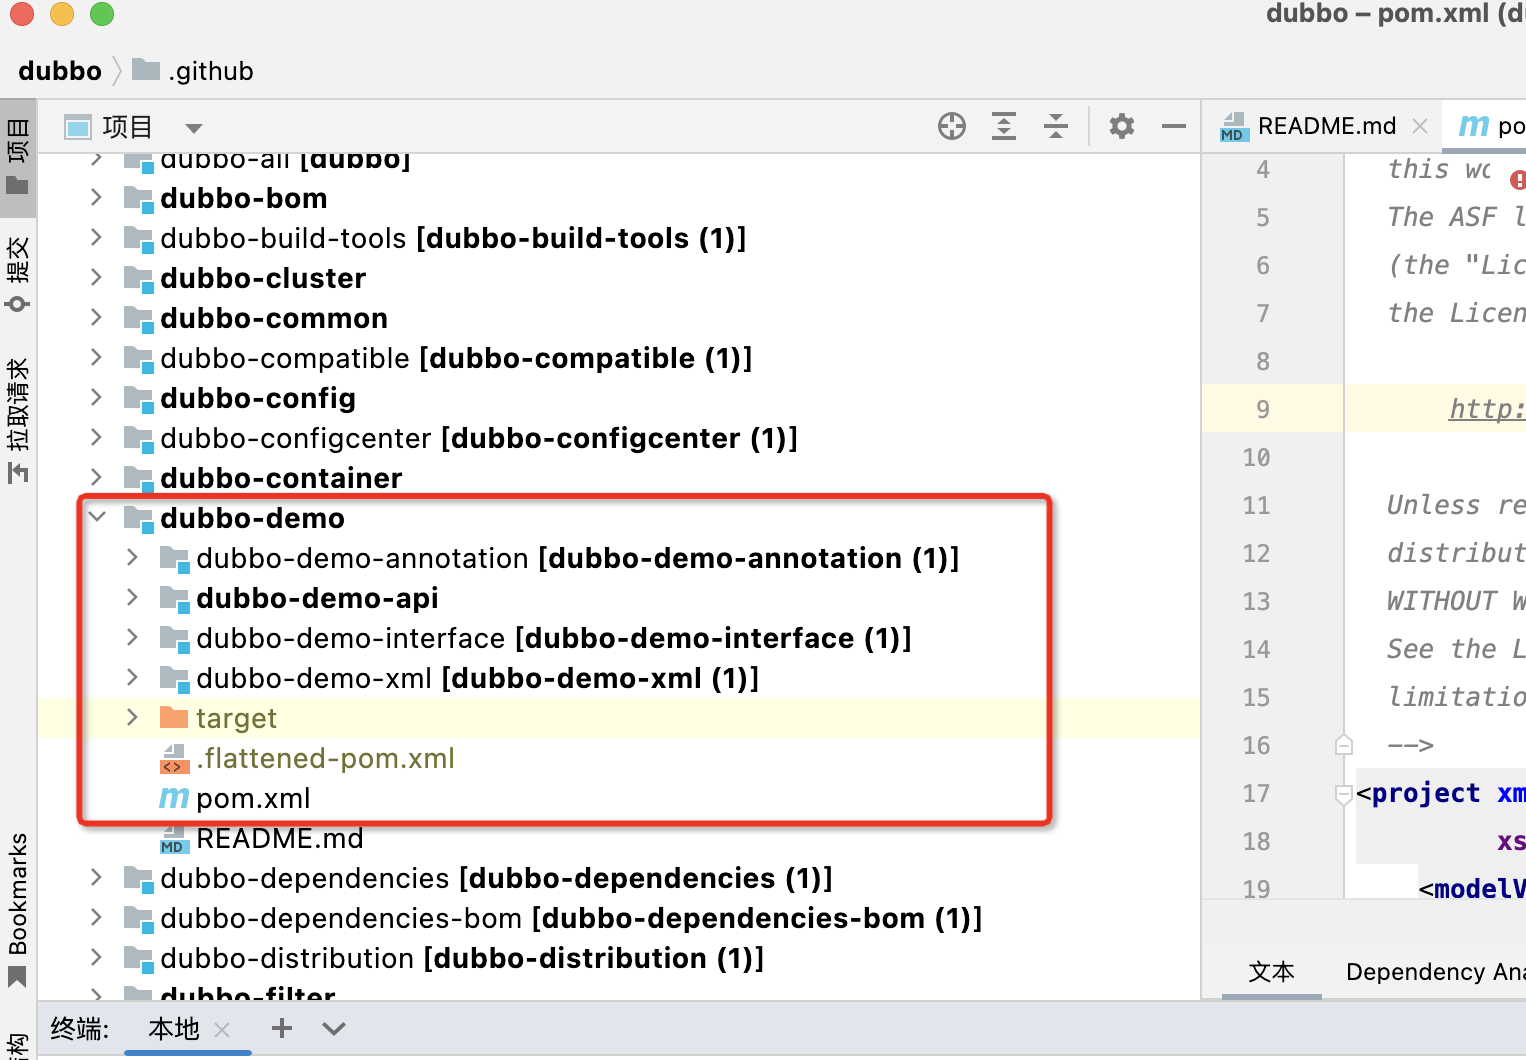 dubbo – pom.xml
dubbo
.github
项目
README.md
项目
提交
拉取请求
Bookmarks
dubbo-all [dubbo]
dubbo-bom
dubbo-build-tools [dubbo-build-tools (1)]
dubbo-cluster
dubbo-common
dubbo-compatible [dubbo-compatible (1)]
dubbo-config
dubbo-configcenter [dubbo-configcenter (1)]
dubbo-container
dubbo-demo
dubbo-demo-annotation [dubbo-demo-annotation (1)]
dubbo-demo-api
dubbo-demo-interface [dubbo-demo-interface (1)]
dubbo-demo-xml [dubbo-demo-xml (1)]
target
.flattened-pom.xml
pom.xml
README.md
dubbo-dependencies [dubbo-dependencies (1)]
dubbo-dependencies-bom [dubbo-dependencies-bom (1)]
dubbo-distribution [dubbo-distribution (1)]
dubbo-filter
4 this
5 The ASF
6 (the "Lic
7 the Licen
8
9 http:
10
11 Unless re
12 distribut
13 WITHOUT W
14 See the L
15 limitatio
16 -->
17 <project xm
18 xs
19 <modelV
文本
Dependency Ana
终端:
本地